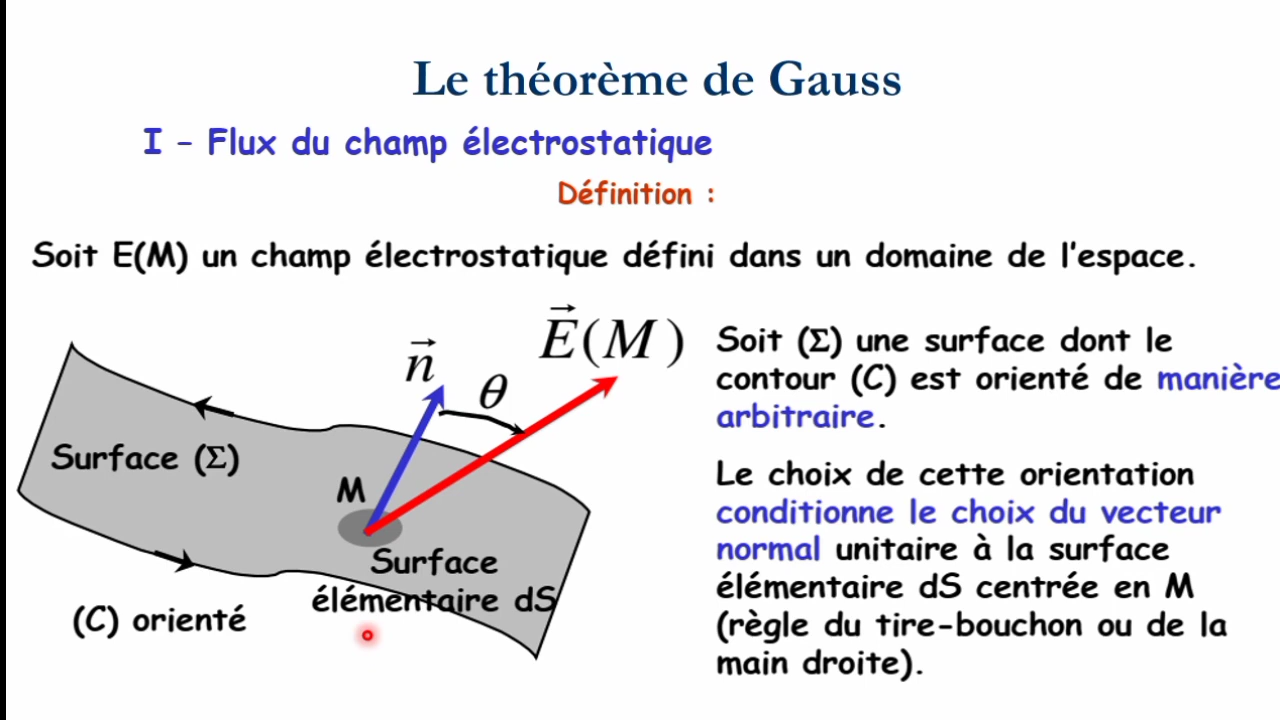 Le théorème de Gauss
I – Flux du champ électrostatique
Définition :
Soit E(M) un champ électrostatique défini dans un domaine de l'espace.
Soit (Σ) une surface dont le
contour (C) est orienté de manière
arbitraire.
Le choix de cette orientation
conditionne le choix du vecteur
normal unitaire à la surface
élémentaire dS centrée en M
(règle du tire-bouchon ou de la
main droite).
$\vec{n}$
θ
$\vec{E}(M)$
Surface (Σ)
M
Surface
élémentaire dS
(C) orienté